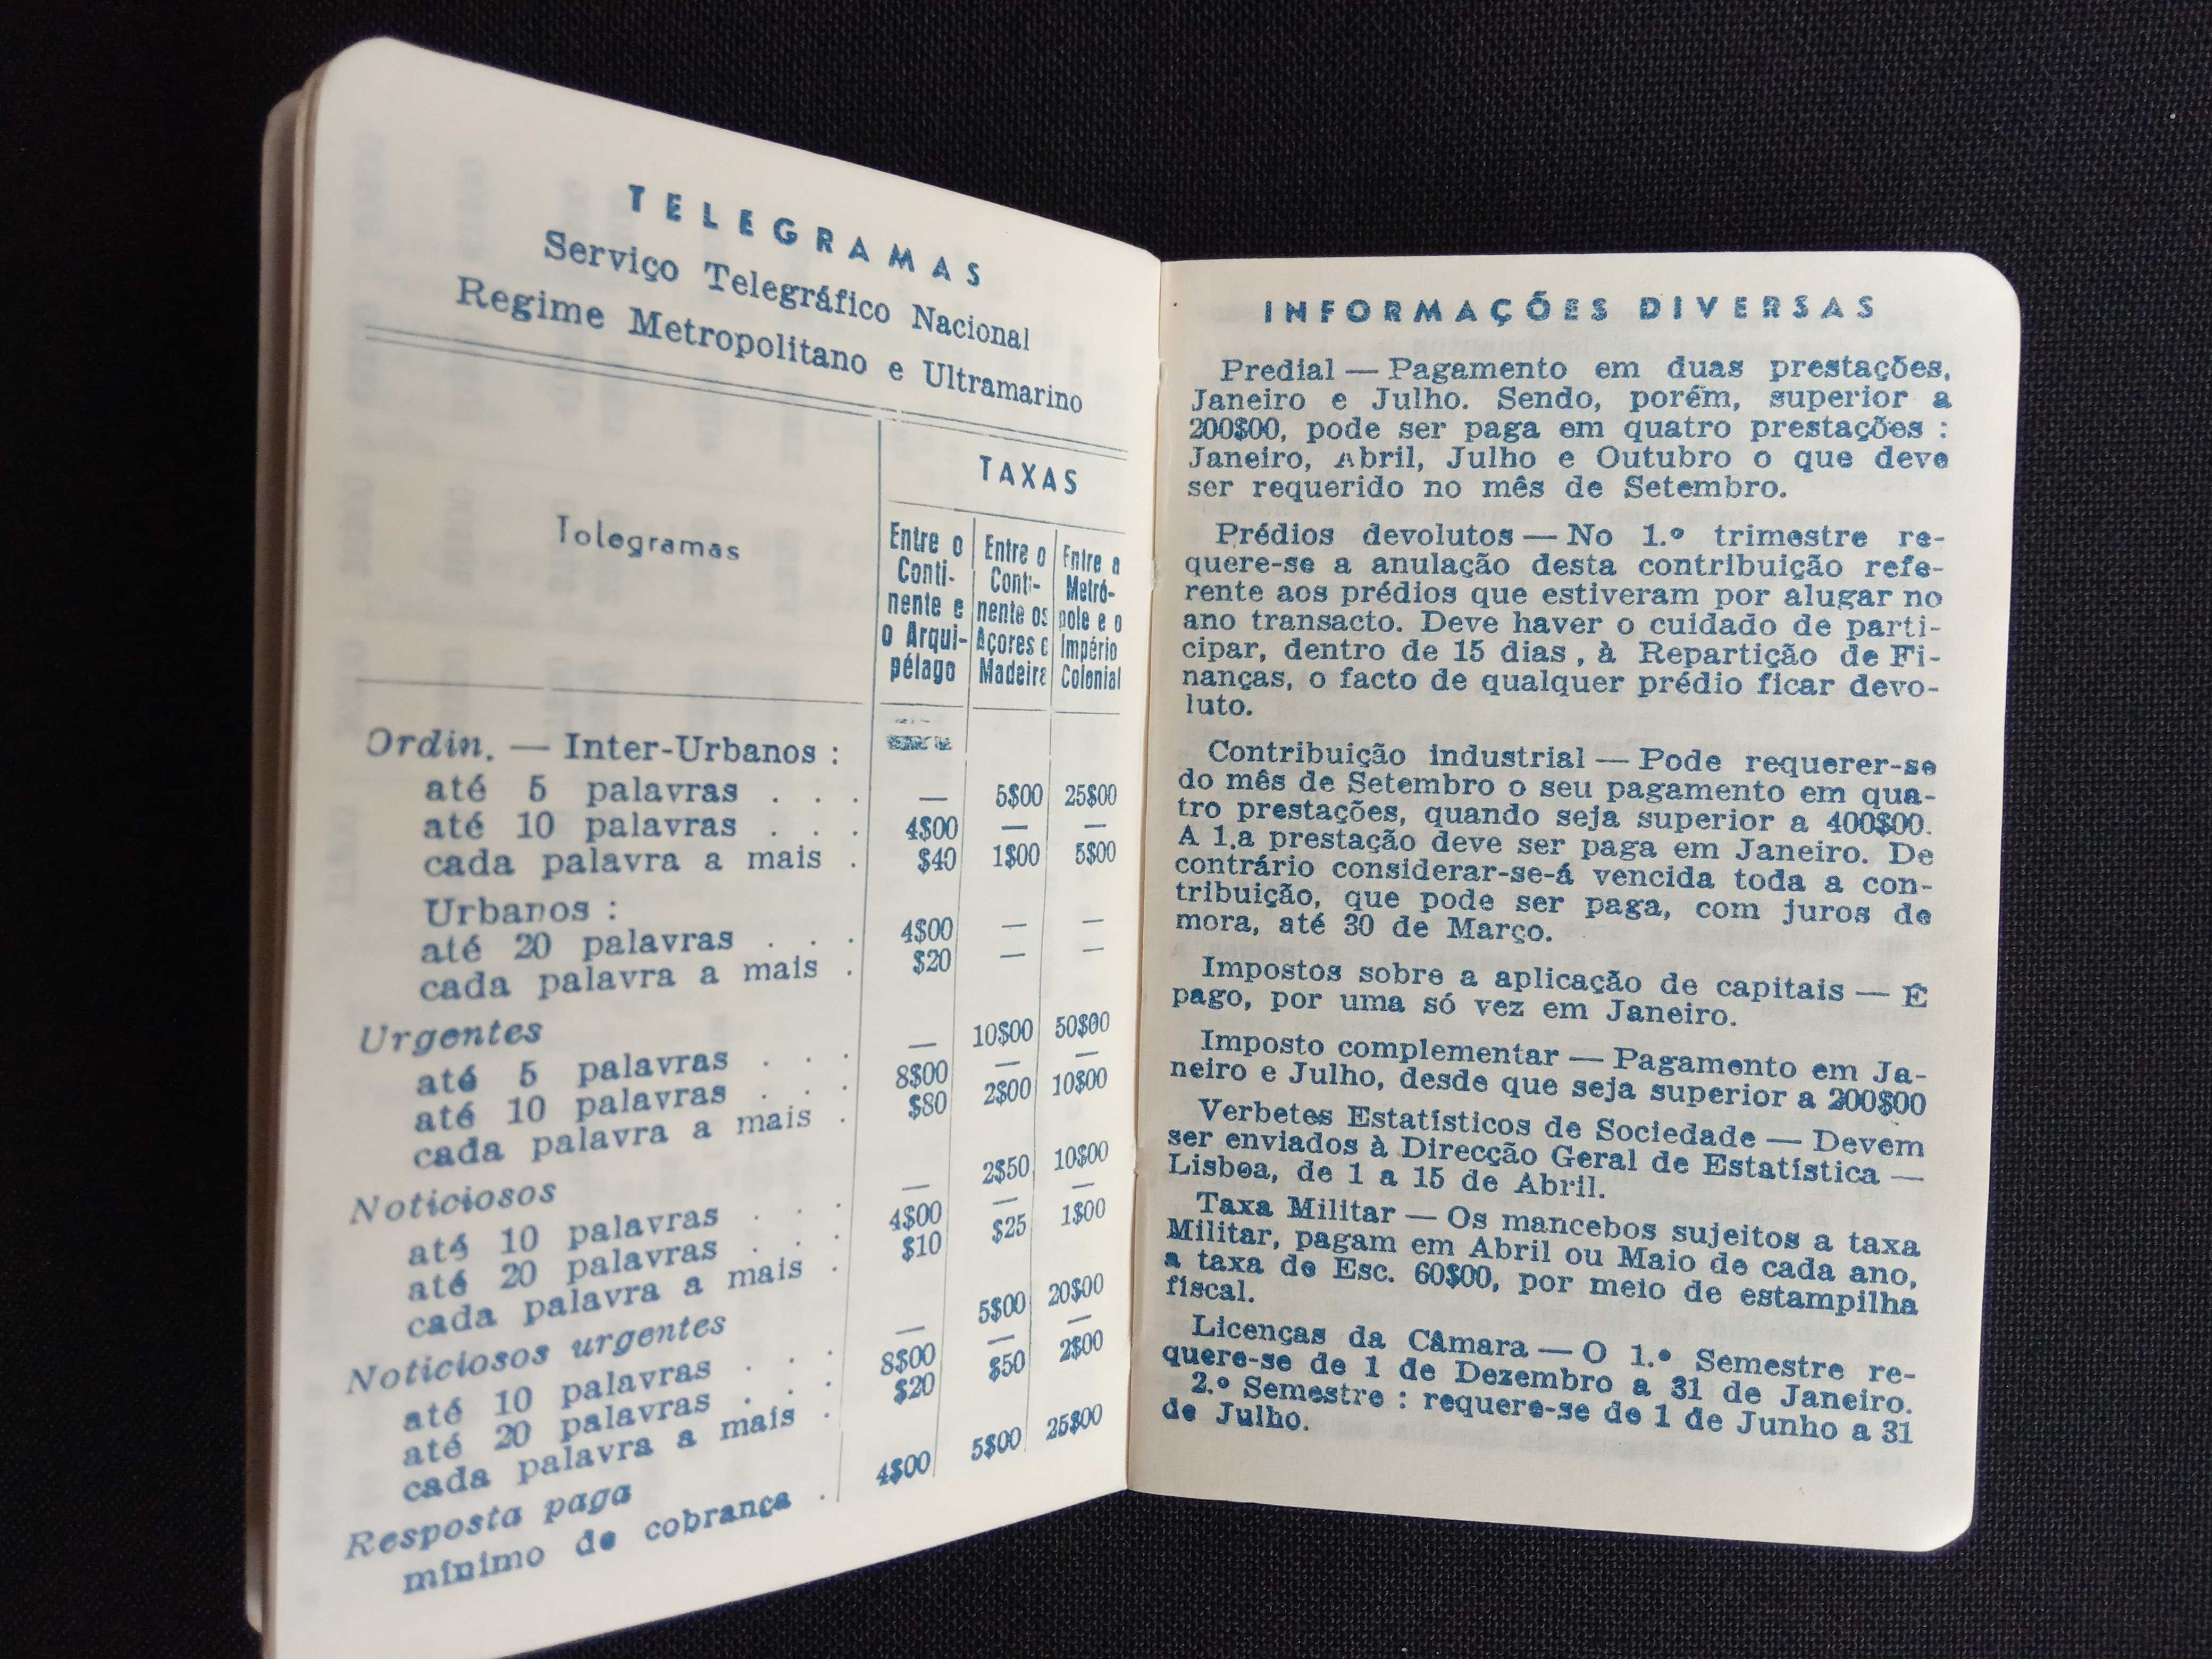 TELEGRAMAS
Serviço Telegráfico Nacional
Regime Metropolitano e Ultramarino
Tolegramas
TAXAS
Entre o Conti- nente e o Arqui- pélago
Entre o Conti- nente os Açores e Madeira
Entre a Metró- pole e o Império Colonial
Ordin. — Inter-Urbanos :
até 5 palavras . . . — 5$00 25$00
até 10 palavras . . . 4$00 — —
cada palavra a mais . $40 1$00 5$00
Urbanos :
até 20 palavras . . . 4$00 — —
cada palavra a mais . $20 — —
Urgentes
até 5 palavras . . . — 10$00 50$00
até 10 palavras . . . 8$00 — —
cada palavra a mais . $80 2$00 10$00
Noticiosos
até 10 palavras . . . — 2$50 10$00
até 20 palavras . . . 4$00 — —
cada palavra a mais . $10 $25 1$00
Noticiosos urgentes
até 10 palavras . . . — 5$00 20$00
até 20 palavras . . . 8$00 — —
cada palavra a mais . $20 $50 2$00
Resposta paga
mínimo de cobrança . 4$00 5$00 25$00
INFORMAÇÕES DIVERSAS
Predial — Pagamento em duas prestações,
Janeiro e Julho. Sendo, porém, superior a
200$00, pode ser paga em quatro prestações :
Janeiro, Abril, Julho e Outubro o que deve
ser requerido no mês de Setembro.
Prédios devolutos — No 1.º trimestre re-
quere-se a anulação desta contribuição refe-
rente aos prédios que estiveram por alugar no
ano transacto. Deve haver o cuidado de parti-
cipar, dentro de 15 dias , à Repartição de Fi-
nanças, o facto de qualquer prédio ficar devo-
luto.
Contribuição industrial — Pode requerer-se
do mês de Setembro o seu pagamento em qua-
tro prestações, quando seja superior a 400$00.
A 1.a prestação deve ser paga em Janeiro. De
contrário considerar-se-á vencida toda a con-
tribuição, que pode ser paga, com juros de
mora, até 30 de Março.
Impostos sobre a aplicação de capitais — É
pago, por uma só vez em Janeiro.
Imposto complementar — Pagamento em Ja-
neiro e Julho, desde que seja superior a 200$00
Verbetes Estatísticos de Sociedade — Devem
ser enviados à Direcção Geral de Estatística —
Lisboa, de 1 a 15 de Abril.
Taxa Militar — Os mancebos sujeitos a taxa
Militar, pagam em Abril ou Maio de cada ano,
a taxa de Esc. 60$00, por meio de estampilha
fiscal.
Licenças da Câmara — O 1.º Semestre re-
quere-se de 1 de Dezembro a 31 de Janeiro.
2.º Semestre : requere-se de 1 de Junho a 31
de Julho.